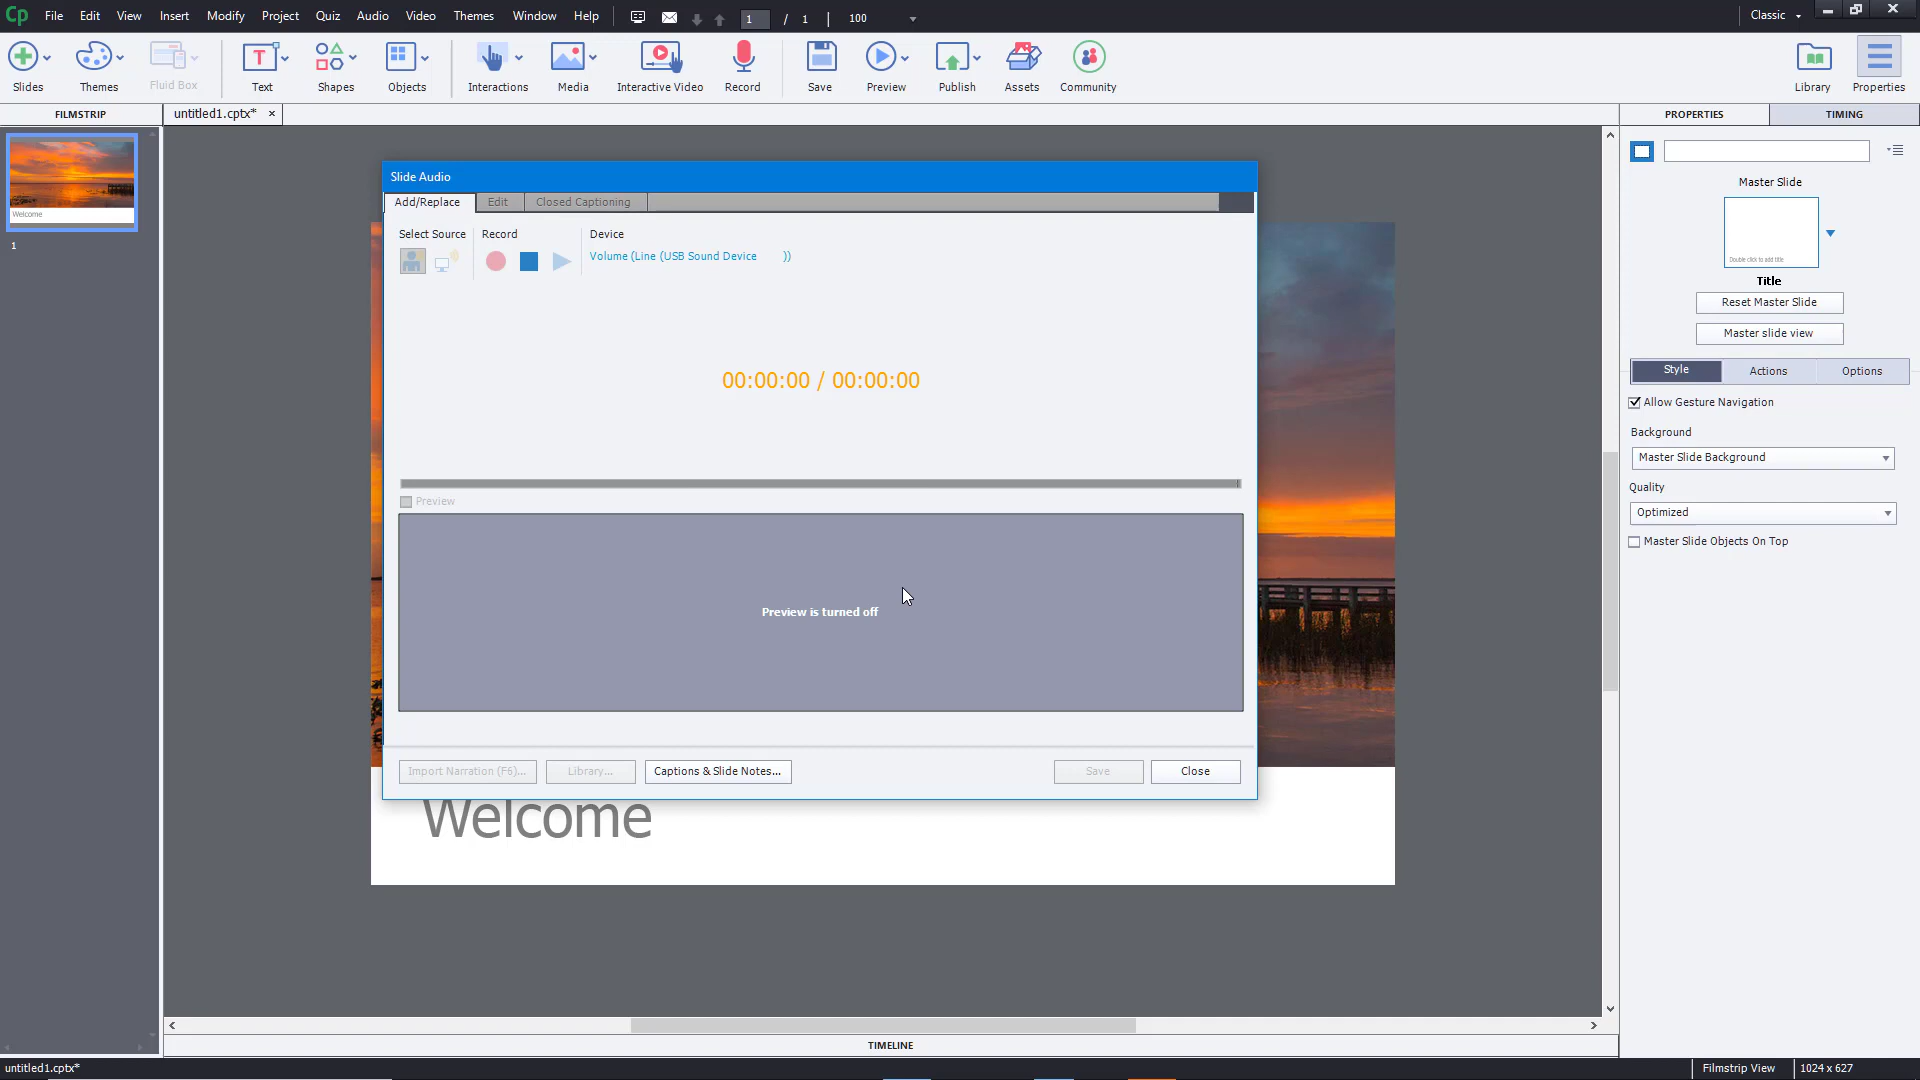 Cp File Edit View Insert Modify Project Quiz Audio Video Themes Window Help 1 / 1 | 100 Classic
Slides Themes Fluid Box Text Shapes Objects Interactions Media Interactive Video Record Save Preview Publish Assets Community Library Properties
FILMSTRIP
untitled1.cptx* ×
PROPERTIES TIMING
Welcome
1
Slide Audio
Add/Replace Edit Closed Captioning
Select Source Record Device
Volume (Line (USB Sound Device ))
00:00:00 / 00:00:00
Preview
Preview is turned off
Import Narration (F6)... Library... Captions & Slide Notes... Save Close
Welcome
Master Slide
Double click to add title
Title
Reset Master Slide
Master slide view
Style Actions Options
Allow Gesture Navigation
Background
Master Slide Background
Quality
Optimized
Master Slide Objects On Top
TIMELINE
untitled1.cptx* Filmstrip View 1024 x 627